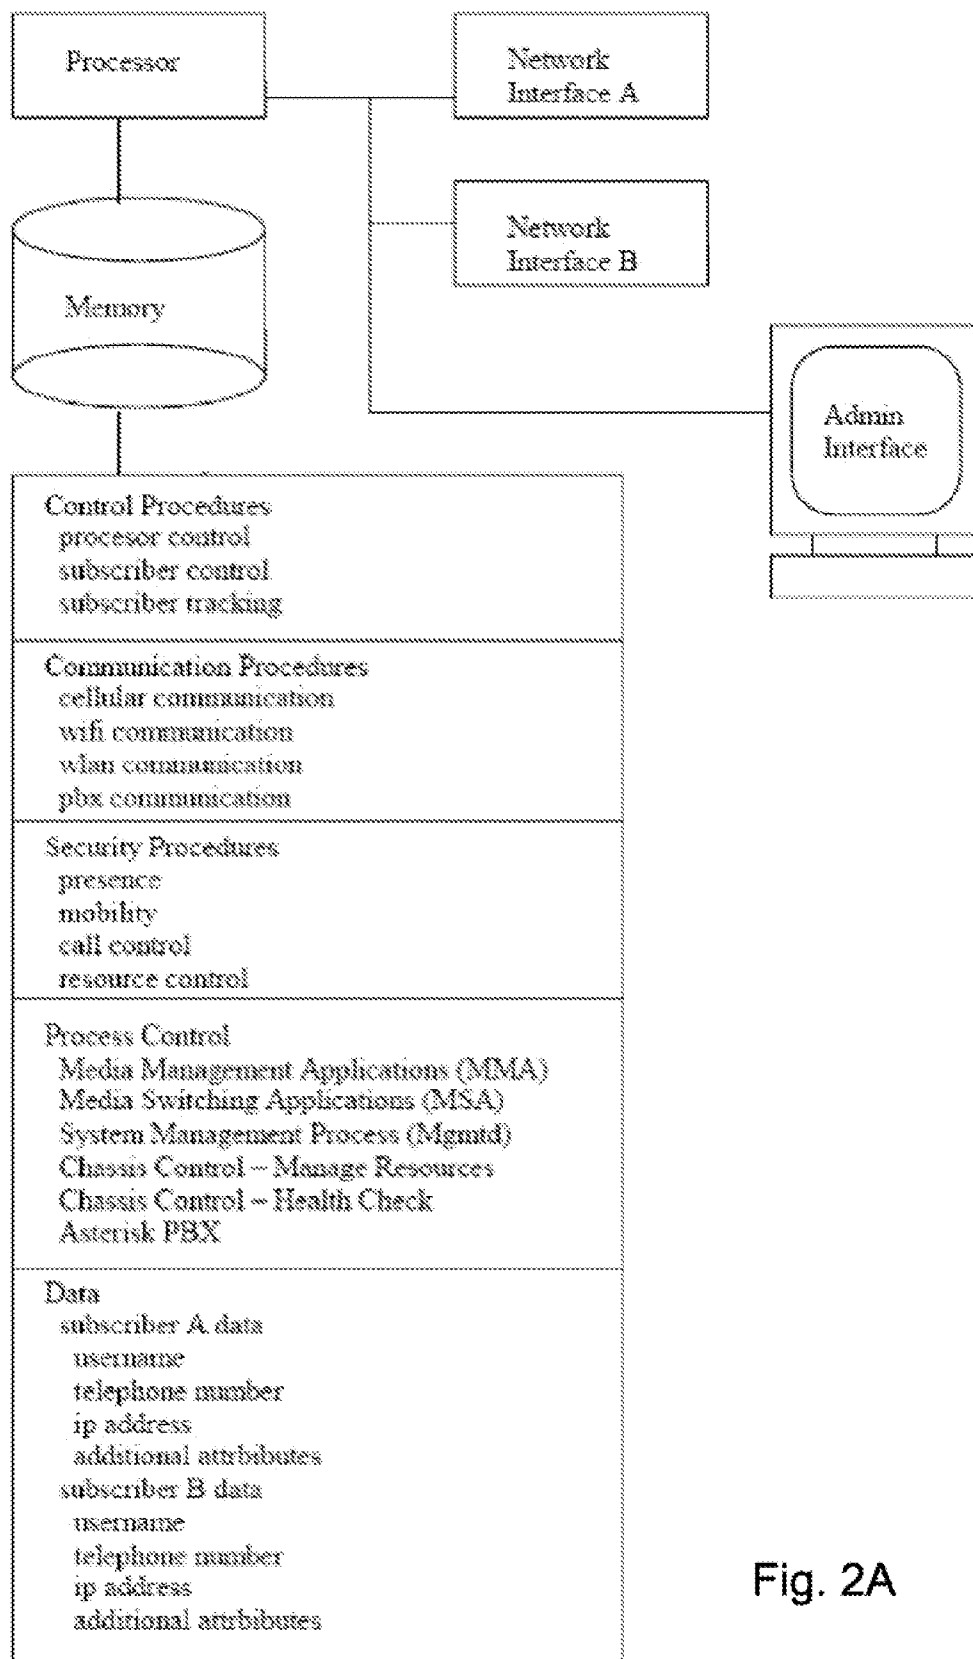 Processor
Network
Interface A
Network
Interface B
Memory
Admin
Interface
Control Procedures
procesor control
subscriber control
subscriber tracking
Communication Procedures
cellular communication
wifi communication
wlan communication
pbx communication
Security Procedures
presence
mobility
call control
resource control
Process Control
Media Management Applications (MMA)
Media Switching Applications (MSA)
System Management Process (Mgmtd)
Chassis Control – Manage Resources
Chassis Control – Health Check
Asterisk PBX
Data
subscriber A data
username
telephone number
ip address
additional attrbibutes
subscriber B data
username
telephone number
ip address
additional attrbibutes
Fig. 2A